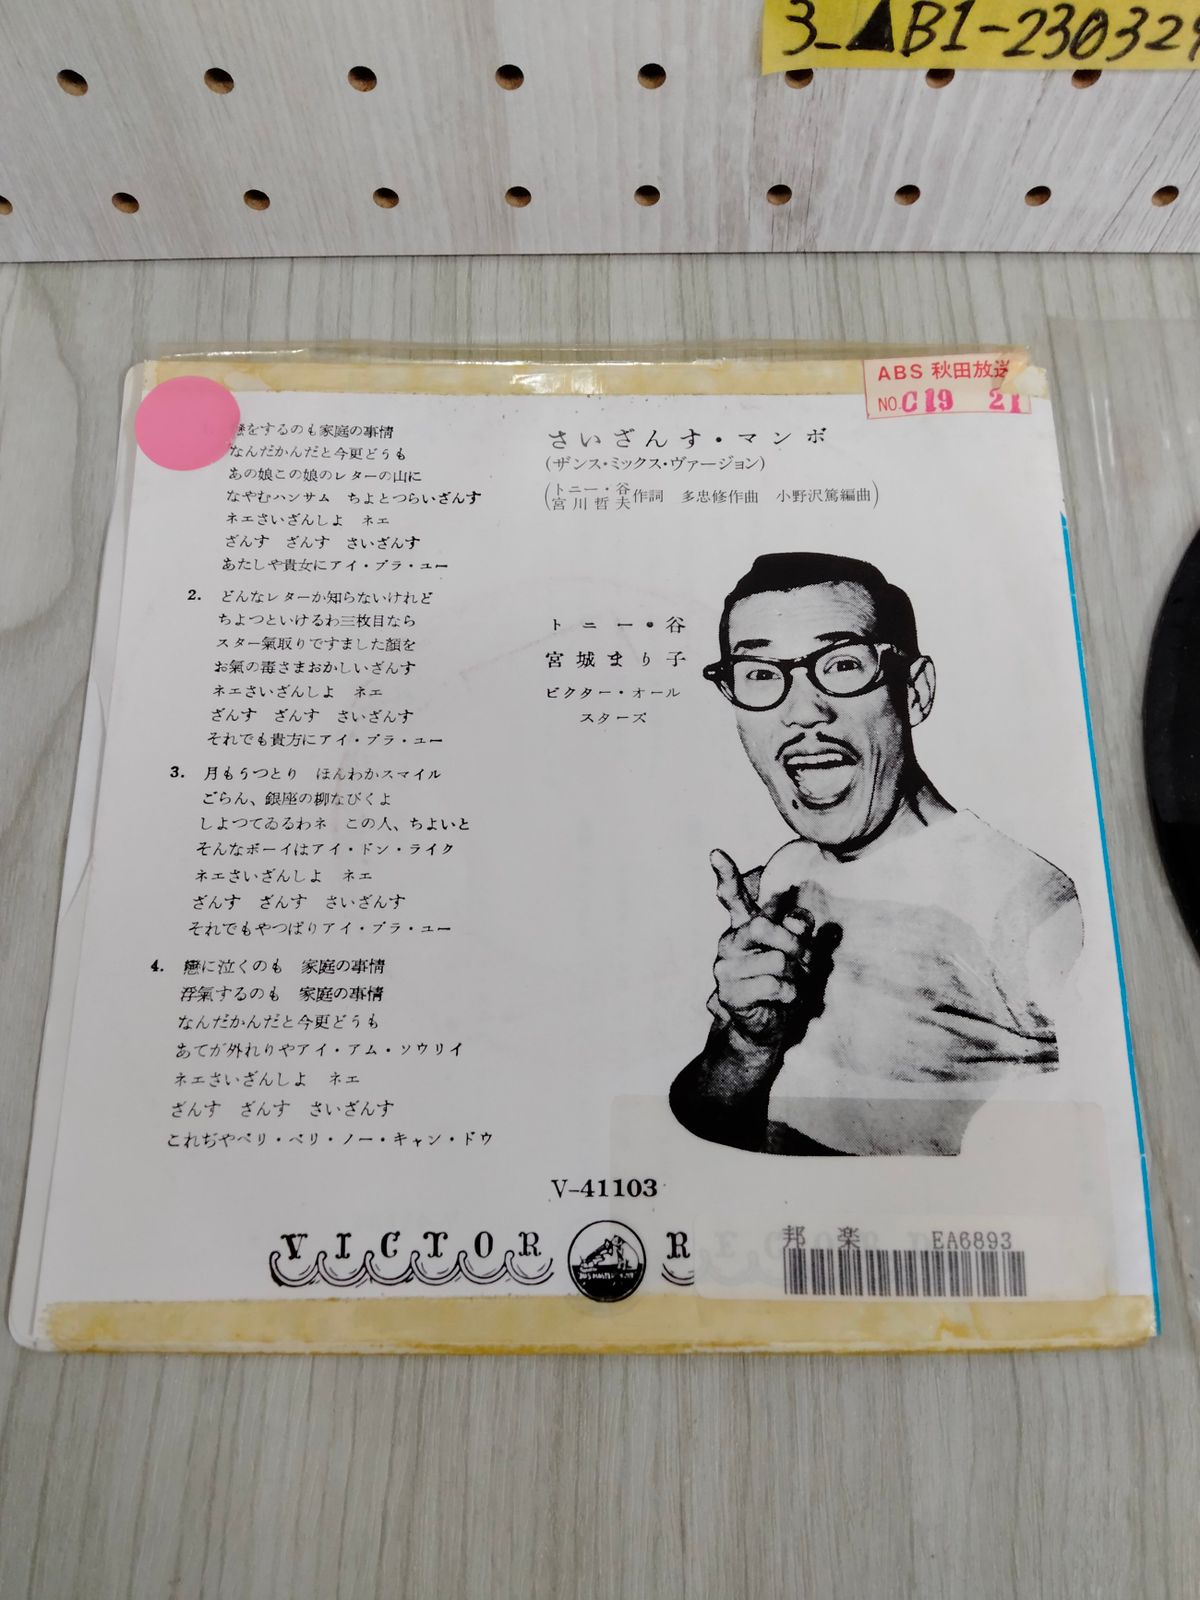 3_▲B1-230329
ABS 秋田放送
NO.C19 21
戀をするのも家庭の事情
なんだかんだと今更どうも
あの娘この娘のレターの山に
なやむハンサム ちよとつらいざんす
ネエさいざんしよ ネエ
ざんす ざんす さいざんす
あたしや貴女にアイ・ブラ・ユー
2. どんなレターか知らないけれど
ちよつといけるわ三枚目なら
スター氣取りですました顔を
お氣の毒さまおかしいざんす
ネエさいざんしよ ネエ
ざんす ざんす さいざんす
それでも貴方にアイ・ブラ・ユー
3. 月もうつとり ほんわかスマイル
ごらん、銀座の柳なびくよ
しよつてゐるわネ この人、ちよいと
そんなボーイはアイ・ドン・ライク
ネエさいざんしよ ネエ
ざんす ざんす さいざんす
それでもやつぱりアイ・ブラ・ユー
4. 戀に泣くのも 家庭の事情
浮氣するのも 家庭の事情
なんだかんだと今更どうも
あてが外れりやアイ・アム・ソウリイ
ネエさいざんしよ ネエ
ざんす ざんす さいざんす
これぢやベリ・ベリ・ノー・キャン・ドウ
さいざんす・マンボ
(ザンス・ミックス・ヴァージョン)
(トニー・谷 宮川哲夫 作詞 多忠修作曲 小野沢篤編曲)
トニー・谷
宮城まり子
ビクター・オール
スターズ
V-41103
VICTOR R
邦 楽 EA6893